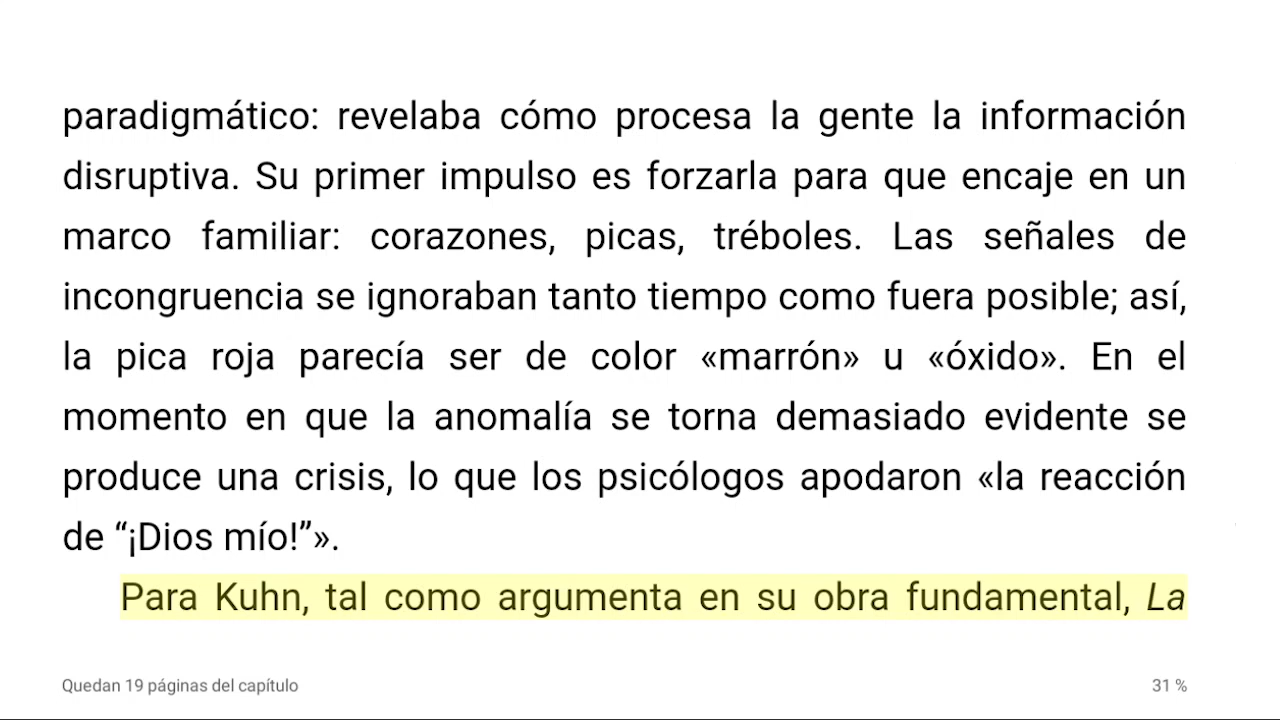 paradigmático: revelaba cómo procesa la gente la información
disruptiva. Su primer impulso es forzarla para que encaje en un
marco familiar: corazones, picas, tréboles. Las señales de
incongruencia se ignoraban tanto tiempo como fuera posible; así,
la pica roja parecía ser de color «marrón» u «óxido». En el
momento en que la anomalía se torna demasiado evidente se
produce una crisis, lo que los psicólogos apodaron «la reacción
de “¡Dios mío!”».
Para Kuhn, tal como argumenta en su obra fundamental, La
Quedan 19 páginas del capítulo
31 %